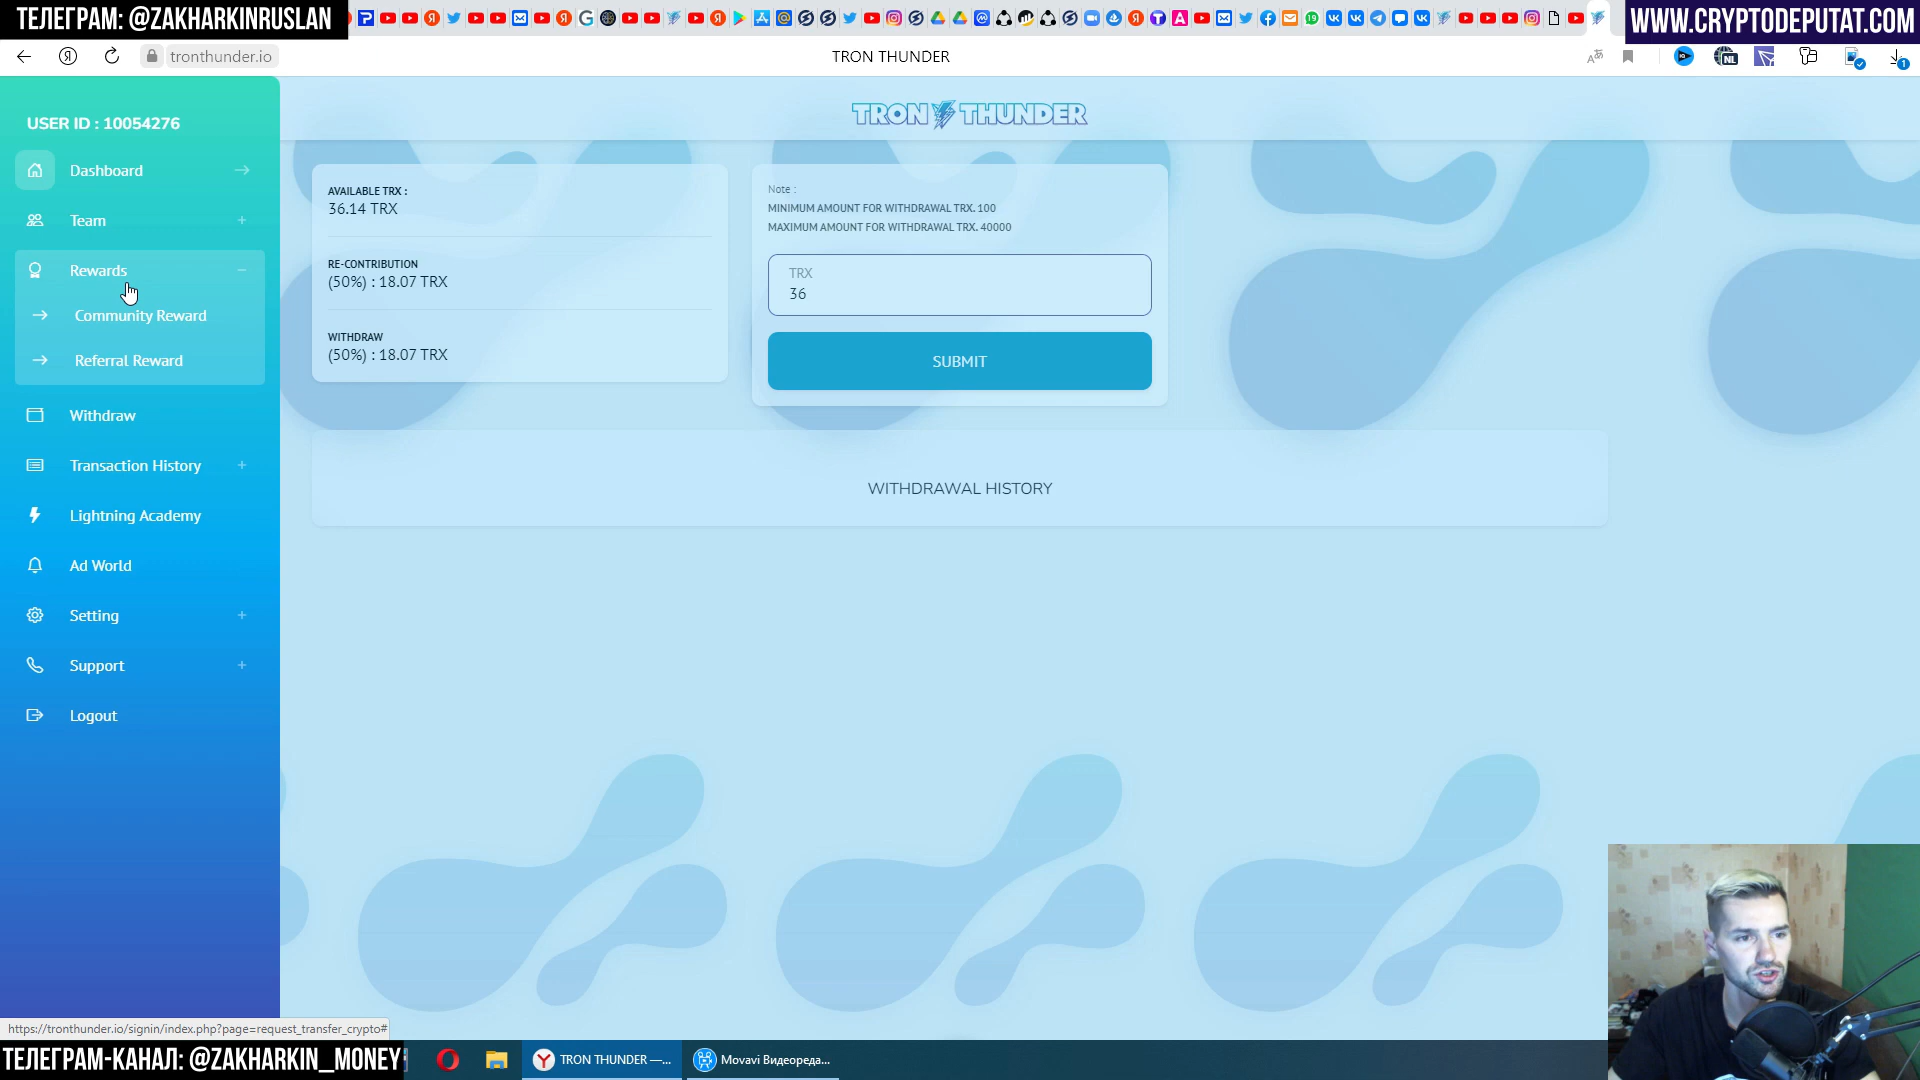 ТЕЛЕГРАМ: @ZAKHARKINRUSLAN
WWW.CRYPTODEPUTAT.COM
tronthunder.io
TRON THUNDER
USER ID : 10054276
Dashboard
Team
Rewards
Community Reward
Referral Reward
Withdraw
Transaction History
Lightning Academy
Ad World
Setting
Support
Logout
TRON THUNDER
AVAILABLE TRX :
36.14 TRX
RE-CONTRIBUTION
(50%) : 18.07 TRX
WITHDRAW
(50%) : 18.07 TRX
Note :
MINIMUM AMOUNT FOR WITHDRAWAL TRX. 100
MAXIMUM AMOUNT FOR WITHDRAWAL TRX. 40000
TRX
36
SUBMIT
WITHDRAWAL HISTORY
https://tronthunder.io/signin/index.php?page=request_transfer_crypto#
ТЕЛЕГРАМ-КАНАЛ: @ZAKHARKIN_MONEY
TRON THUNDER —...
Movavi Видеореда...